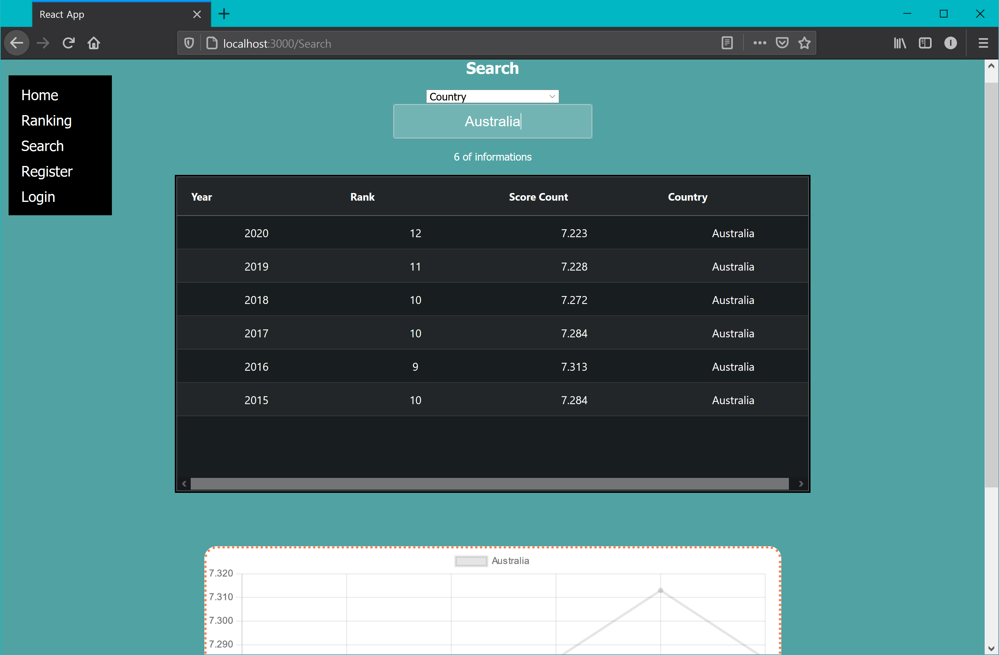 React App
localhost:3000/Search
Search
Home
Ranking
Search
Register
Login
Country
Australia
6 of informations
Year Rank Score Count Country
2020 12 7.223 Australia
2019 11 7.228 Australia
2018 10 7.272 Australia
2017 10 7.284 Australia
2016 9 7.313 Australia
2015 10 7.284 Australia
Australia
7.320
7.310
7.300
7.290